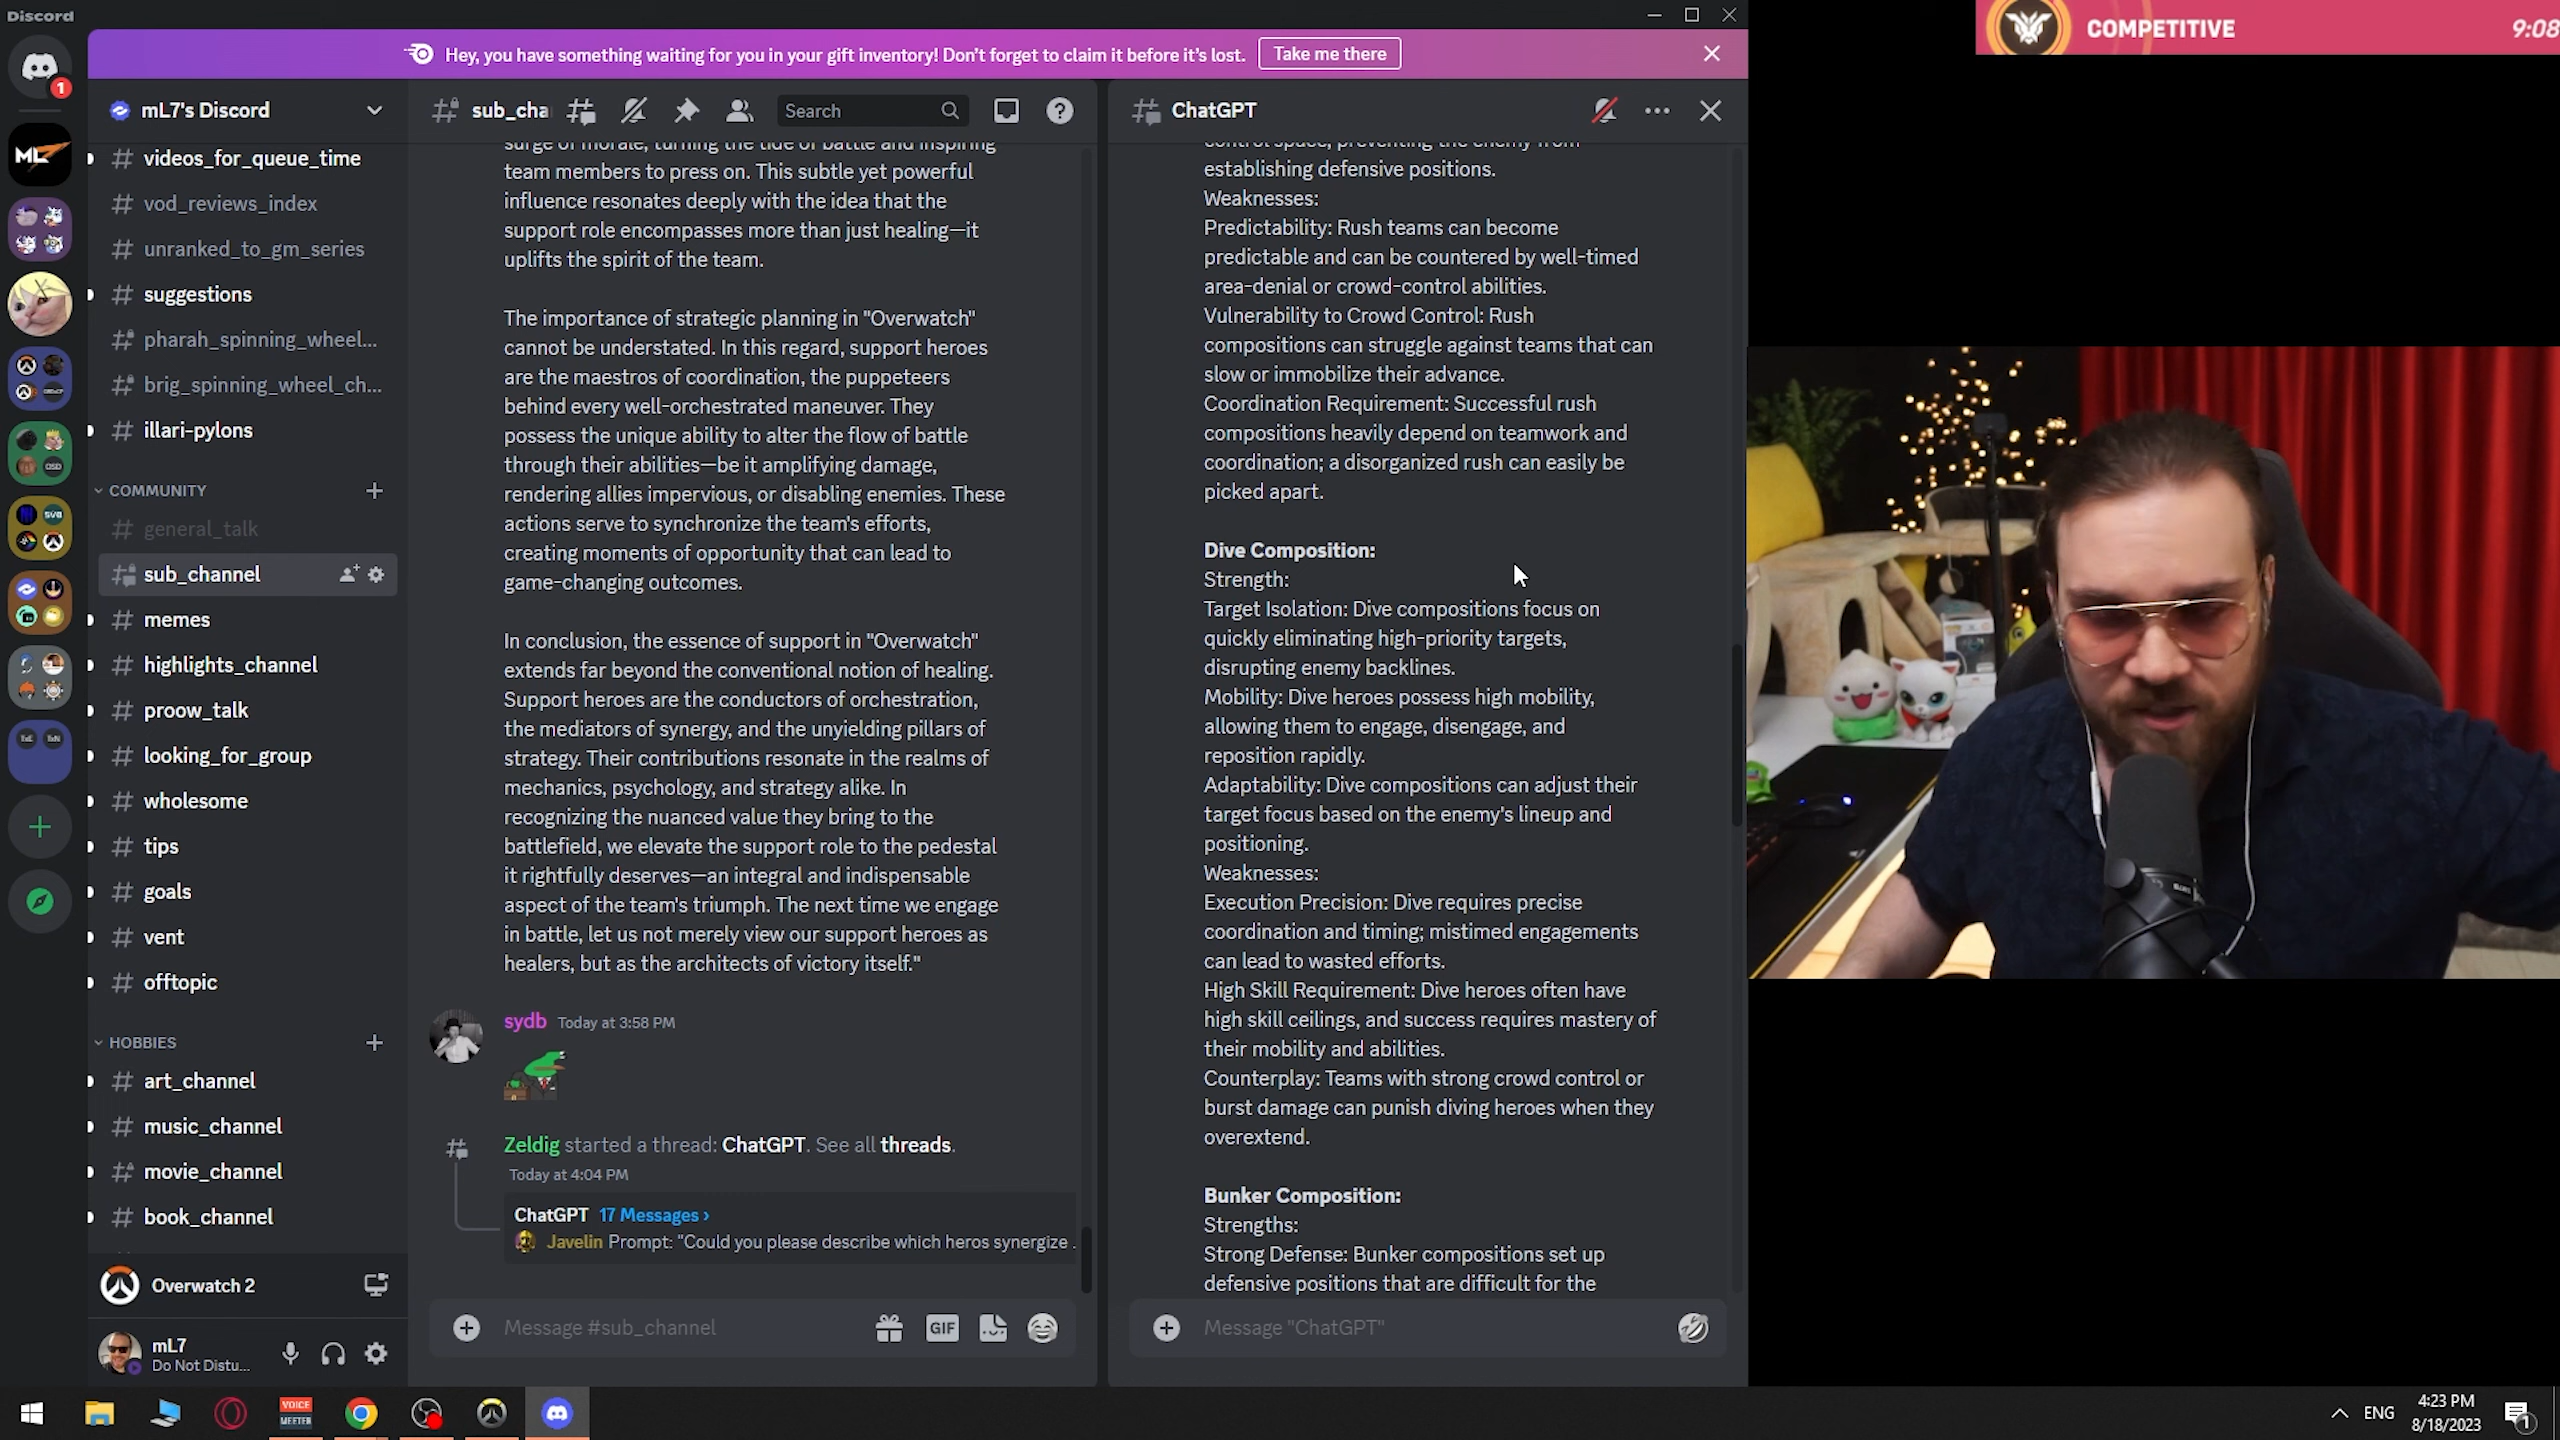 Discord
Hey, you have something waiting for you in your gift inventory! Don't forget to claim it before it's lost.
Take me there
COMPETITIVE
9:08
1
mL7's Discord
videos_for_queue_time
vod_reviews_index
unranked_to_gm_series
suggestions
pharah_spinning_wheel...
brig_spinning_wheel_ch...
illari-pylons
COMMUNITY
general_talk
sub_channel
memes
highlights_channel
proow_talk
looking_for_group
wholesome
tips
goals
vent
offtopic
HOBBIES
art_channel
music_channel
movie_channel
book_channel
Overwatch 2
mL7
Do Not Distu...
sub_cha
Search
surge of morale, turning the tide of battle and inspiring
team members to press on. This subtle yet powerful
influence resonates deeply with the idea that the
support role encompasses more than just healing—it
uplifts the spirit of the team.
The importance of strategic planning in "Overwatch"
cannot be understated. In this regard, support heroes
are the maestros of coordination, the puppeteers
behind every well-orchestrated maneuver. They
possess the unique ability to alter the flow of battle
through their abilities—be it amplifying damage,
rendering allies impervious, or disabling enemies. These
actions serve to synchronize the team's efforts,
creating moments of opportunity that can lead to
game-changing outcomes.
In conclusion, the essence of support in "Overwatch"
extends far beyond the conventional notion of healing.
Support heroes are the conductors of orchestration,
the mediators of synergy, and the unyielding pillars of
strategy. Their contributions resonate in the realms of
mechanics, psychology, and strategy alike. In
recognizing the nuanced value they bring to the
battlefield, we elevate the support role to the pedestal
it rightfully deserves—an integral and indispensable
aspect of the team's triumph. The next time we engage
in battle, let us not merely view our support heroes as
healers, but as the architects of victory itself."
sydb Today at 3:58 PM
Zeldig started a thread: ChatGPT. See all threads.
Today at 4:04 PM
ChatGPT 17 Messages ›
Javelin Prompt: "Could you please describe which heros synergize .
Message #sub_channel
GIF
ChatGPT
control space, preventing the enemy from
establishing defensive positions.
Weaknesses:
Predictability: Rush teams can become
predictable and can be countered by well-timed
area-denial or crowd-control abilities.
Vulnerability to Crowd Control: Rush
compositions can struggle against teams that can
slow or immobilize their advance.
Coordination Requirement: Successful rush
compositions heavily depend on teamwork and
coordination; a disorganized rush can easily be
picked apart.
Dive Composition:
Strength:
Target Isolation: Dive compositions focus on
quickly eliminating high-priority targets,
disrupting enemy backlines.
Mobility: Dive heroes possess high mobility,
allowing them to engage, disengage, and
reposition rapidly.
Adaptability: Dive compositions can adjust their
target focus based on the enemy's lineup and
positioning.
Weaknesses:
Execution Precision: Dive requires precise
coordination and timing; mistimed engagements
can lead to wasted efforts.
High Skill Requirement: Dive heroes often have
high skill ceilings, and success requires mastery of
their mobility and abilities.
Counterplay: Teams with strong crowd control or
burst damage can punish diving heroes when they
overextend.
Bunker Composition:
Strengths:
Strong Defense: Bunker compositions set up
defensive positions that are difficult for the
Message "ChatGPT"
VOICE
MEETER
ENG
4:23 PM
8/18/2023
1